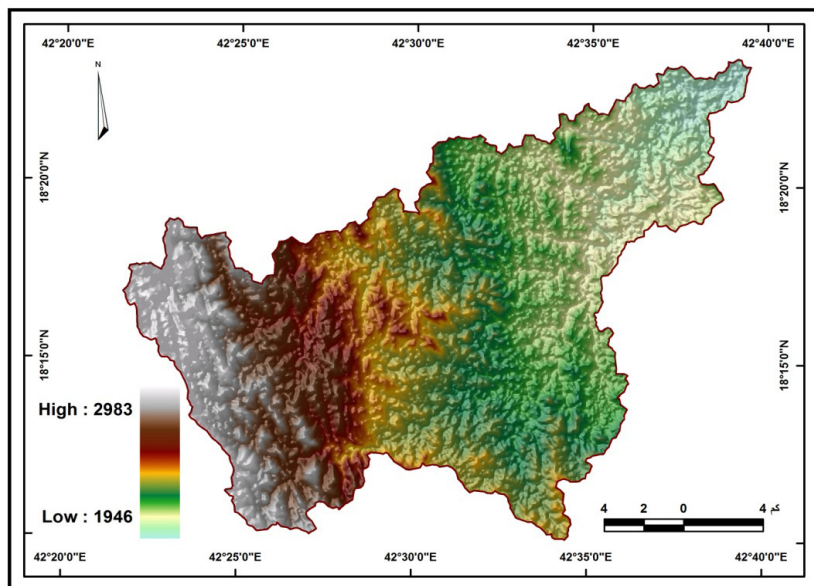 42°20'0"E 42°25'0"E 42°30'0"E 42°35'0"E 42°40'0"E
N
18°20'0"N 18°20'0"N
18°15'0"N 18°15'0"N
High : 2983
Low : 1946
4 2 0 4 كم
42°20'0"E 42°25'0"E 42°30'0"E 42°35'0"E 42°40'0"E